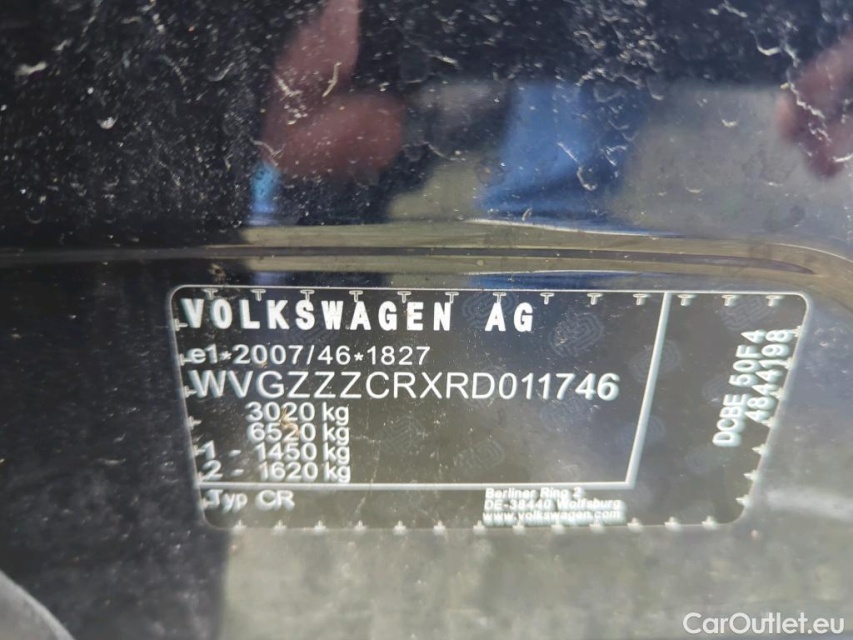 VOLKSWAGEN AG
e1*2007/46*1827
WVGZZZCRXRD011746
3020 kg
6520 kg
1 - 1450 kg
2 - 1620 kg
Typ CR
Berliner Ring 2
DE-38440 Wolfsburg
www.volkswagen.com
DCBE 50F4
4844198
CarOutlet.eu